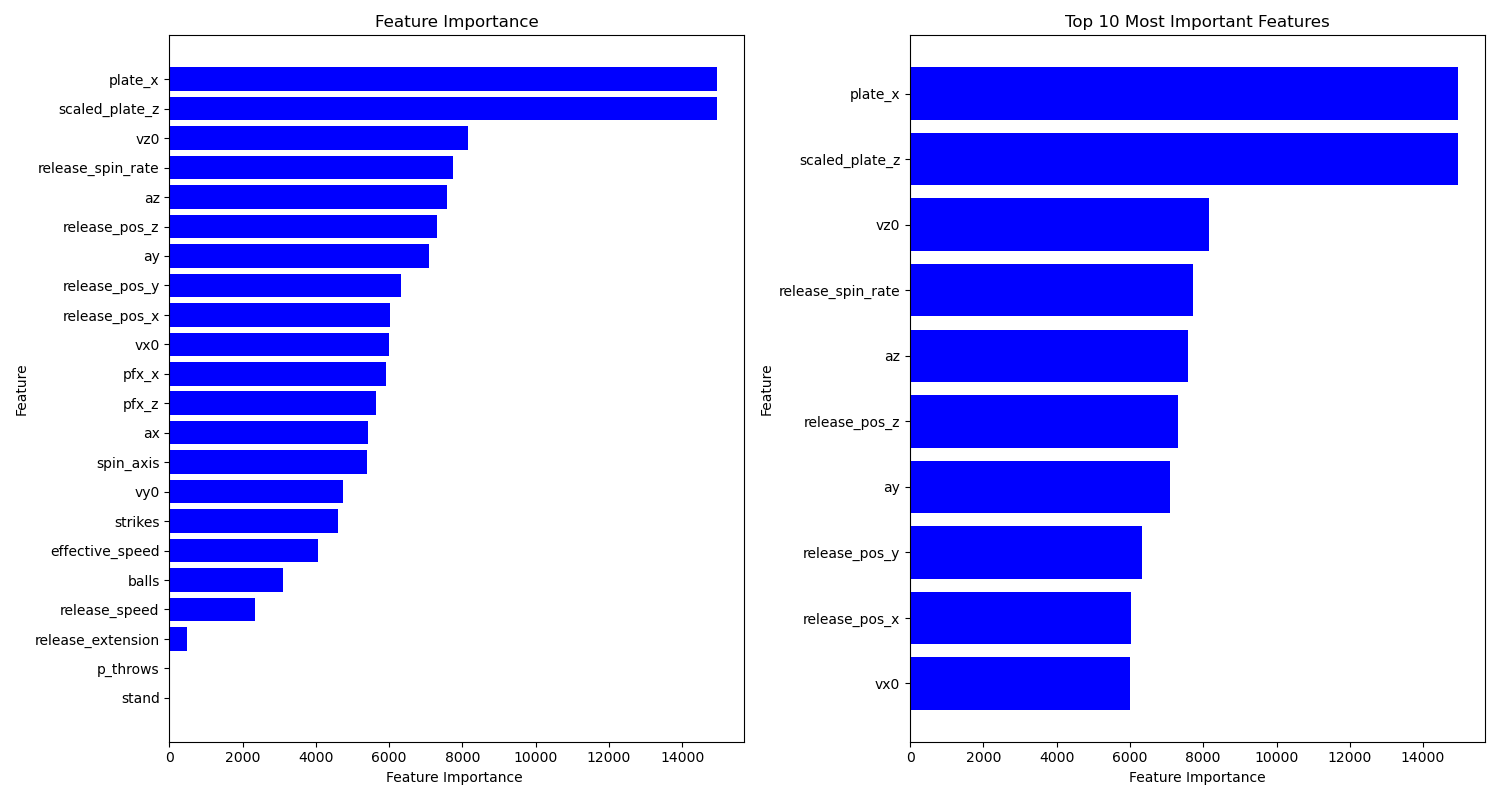 Feature Importance
plate_x
scaled_plate_z
vz0
release_spin_rate
az
release_pos_z
ay
release_pos_y
release_pos_x
vx0
pfx_x
pfx_z
ax
spin_axis
vy0
strikes
effective_speed
balls
release_speed
release_extension
p_throws
stand
Feature
0 2000 4000 6000 8000 10000 12000 14000
Feature Importance
Top 10 Most Important Features
plate_x
scaled_plate_z
vz0
release_spin_rate
az
release_pos_z
ay
release_pos_y
release_pos_x
vx0
Feature
0 2000 4000 6000 8000 10000 12000 14000
Feature Importance